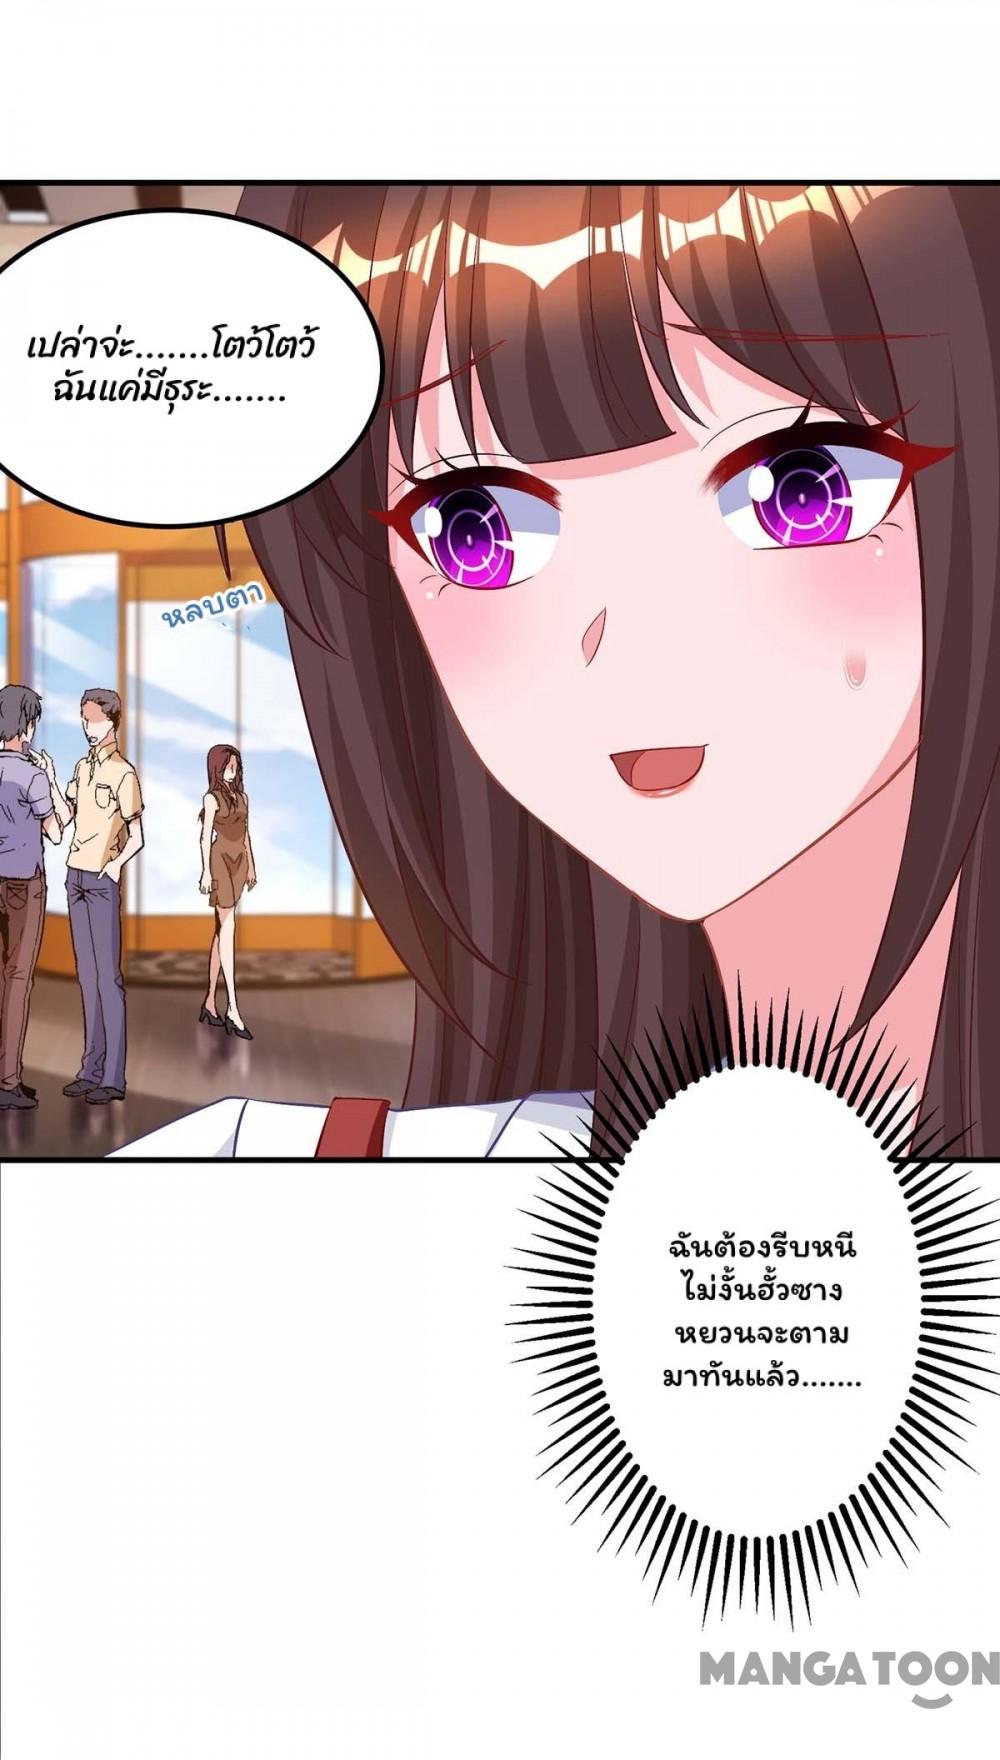 เปล่าจ่ะ.......โตว้โตว้
ฉันแค่มีธุระ.......
หลบตา
ฉันต้องรีบหนี
ไม่งั้นฮั้วซาง
หยวนจะตาม
มาทันแล้ว.......
MANGATOON